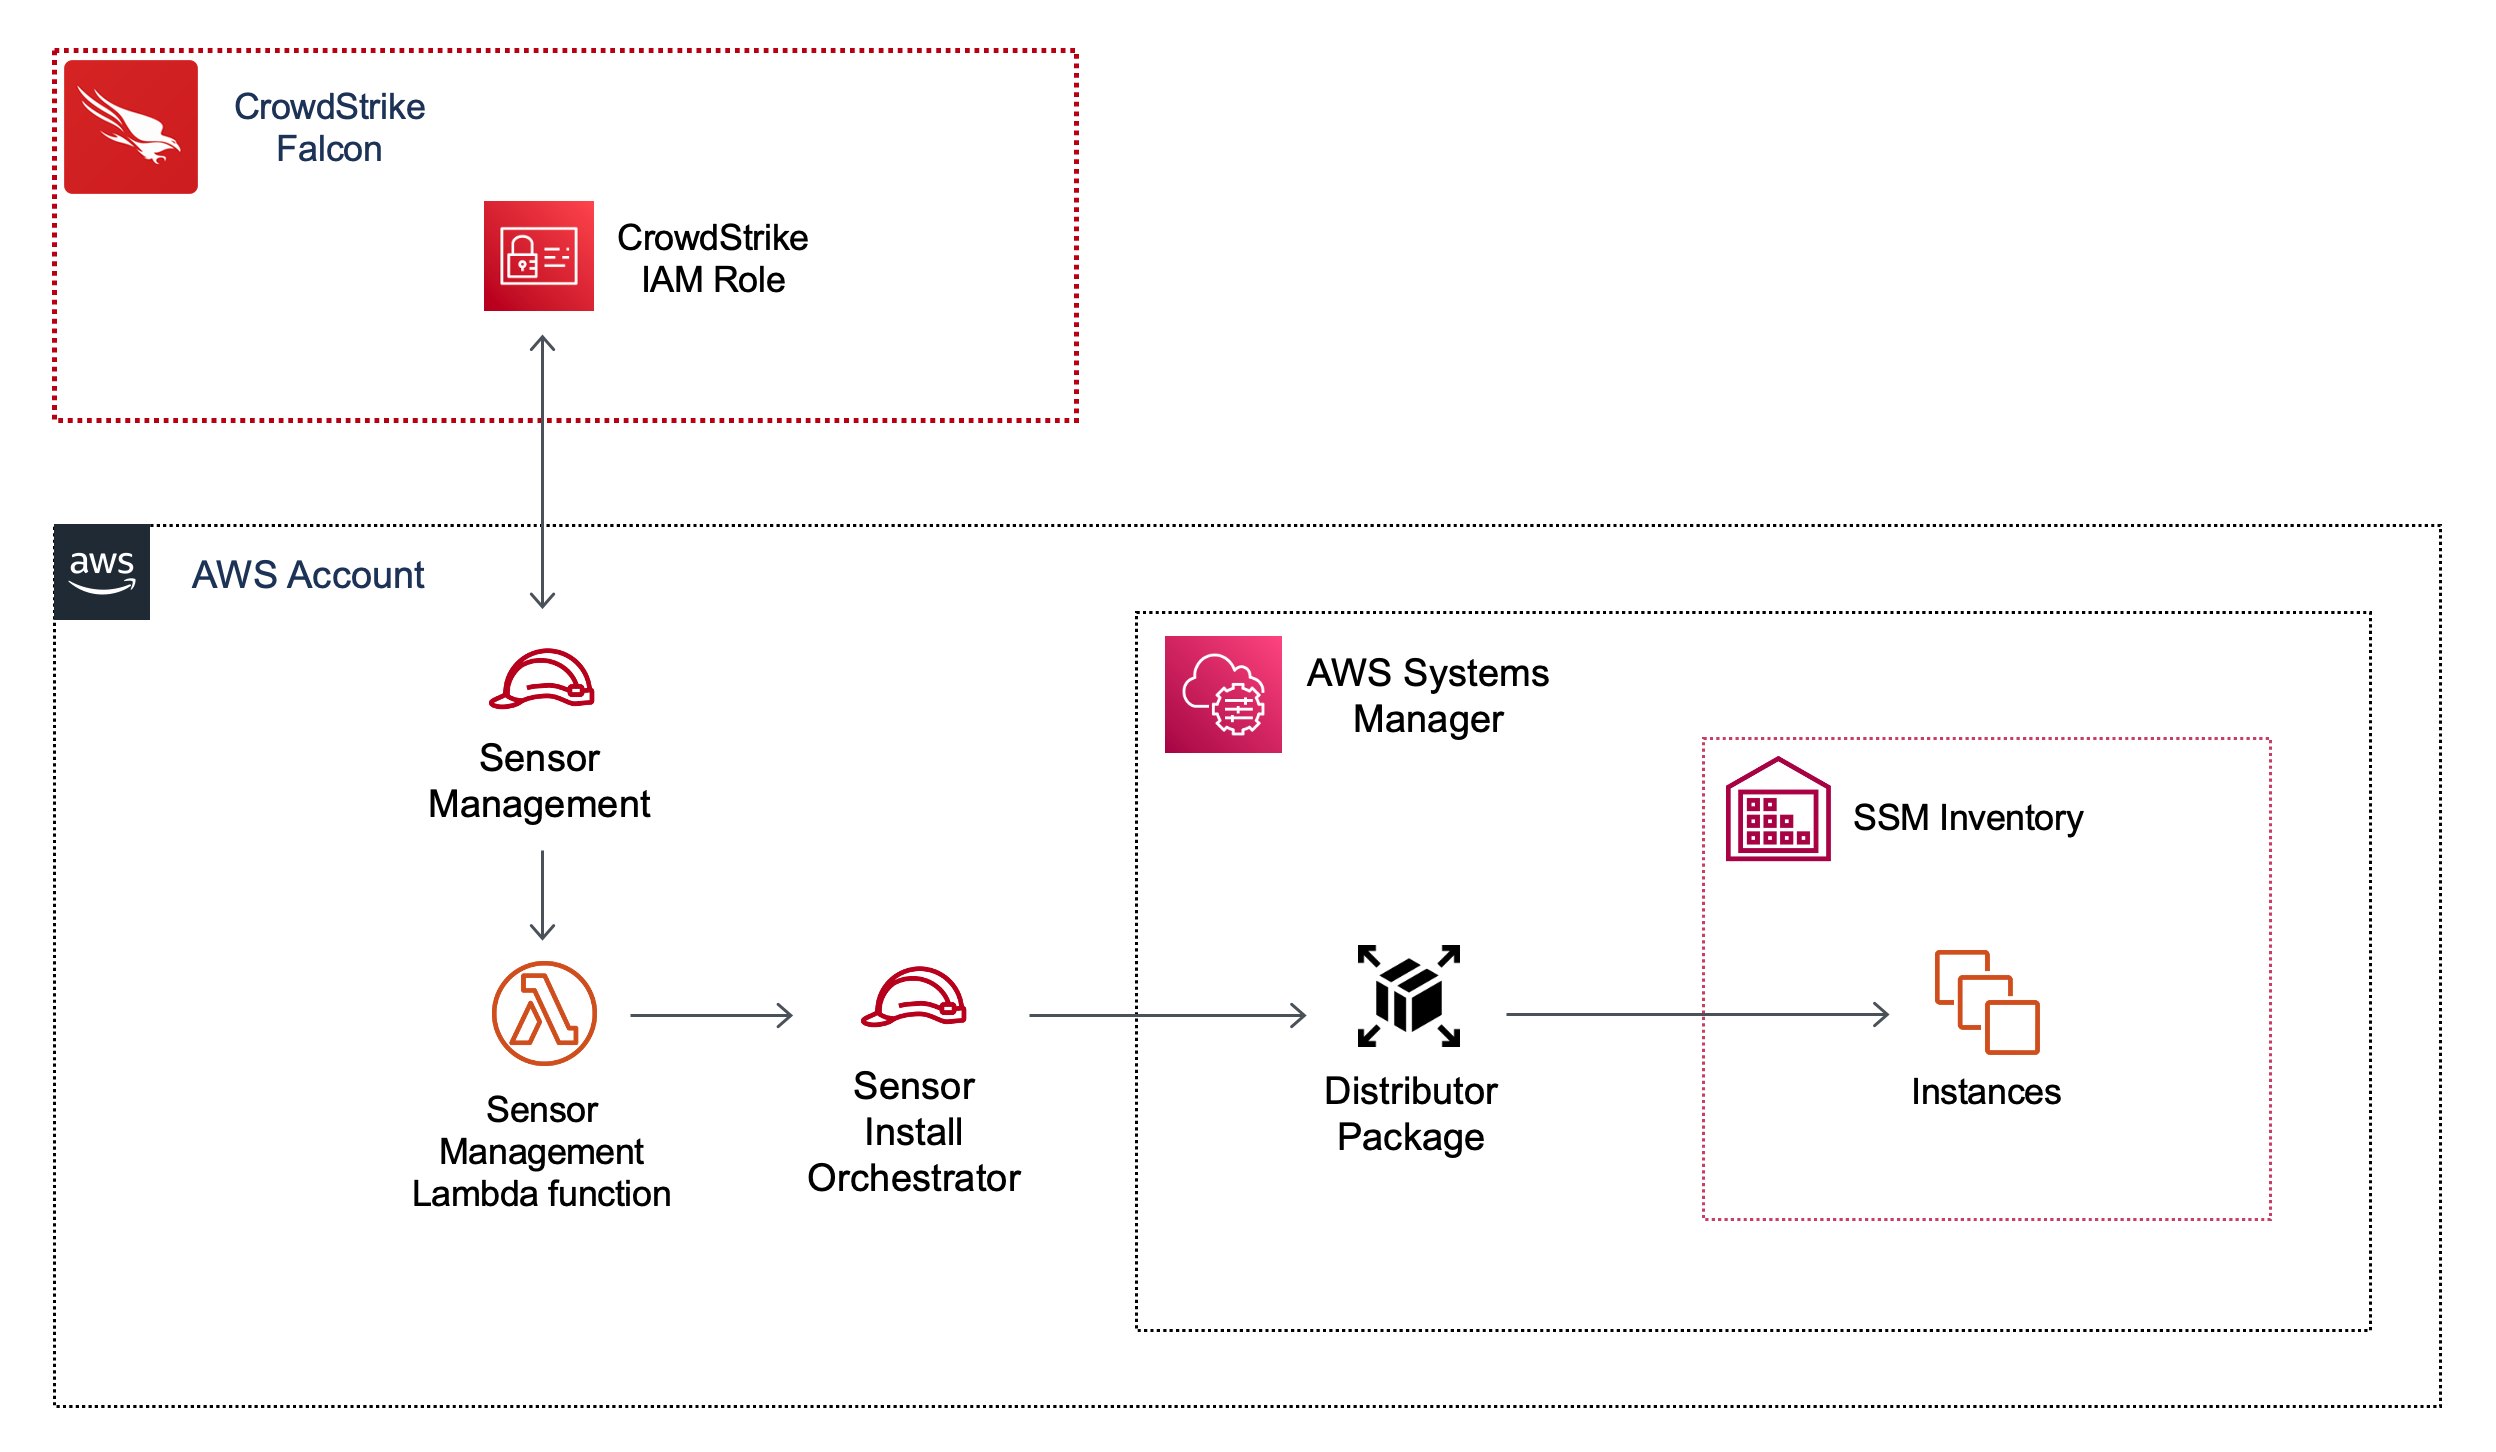 CrowdStrike
Falcon
CrowdStrike
IAM Role
aws
AWS Account
Sensor
Management
AWS Systems
Manager
SSM Inventory
Sensor
Management
Lambda function
Sensor
Install
Orchestrator
Distributor
Package
Instances